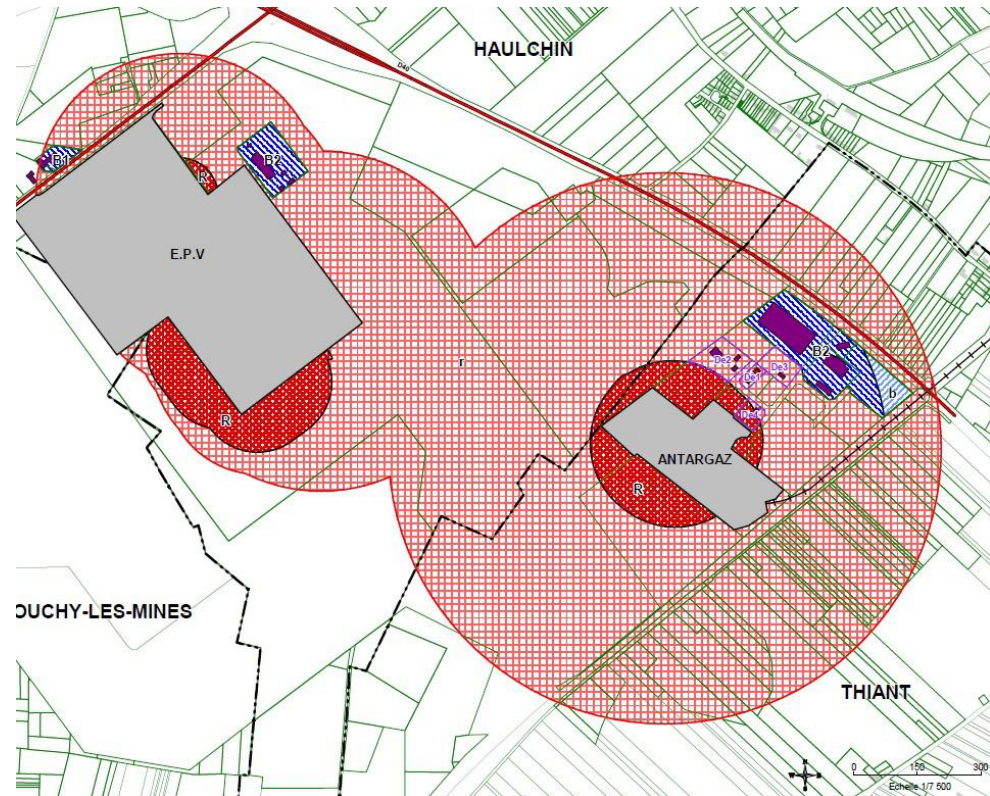 HAULCHIN
D40
B1
R
B2
E.P.V
r
De2
B2
De1
De3
b
De4
R
ANTARGAZ
R
OUCHY-LES-MINES
THIANT
N
W
E
S
0 150 300
Echelle 1/7 500